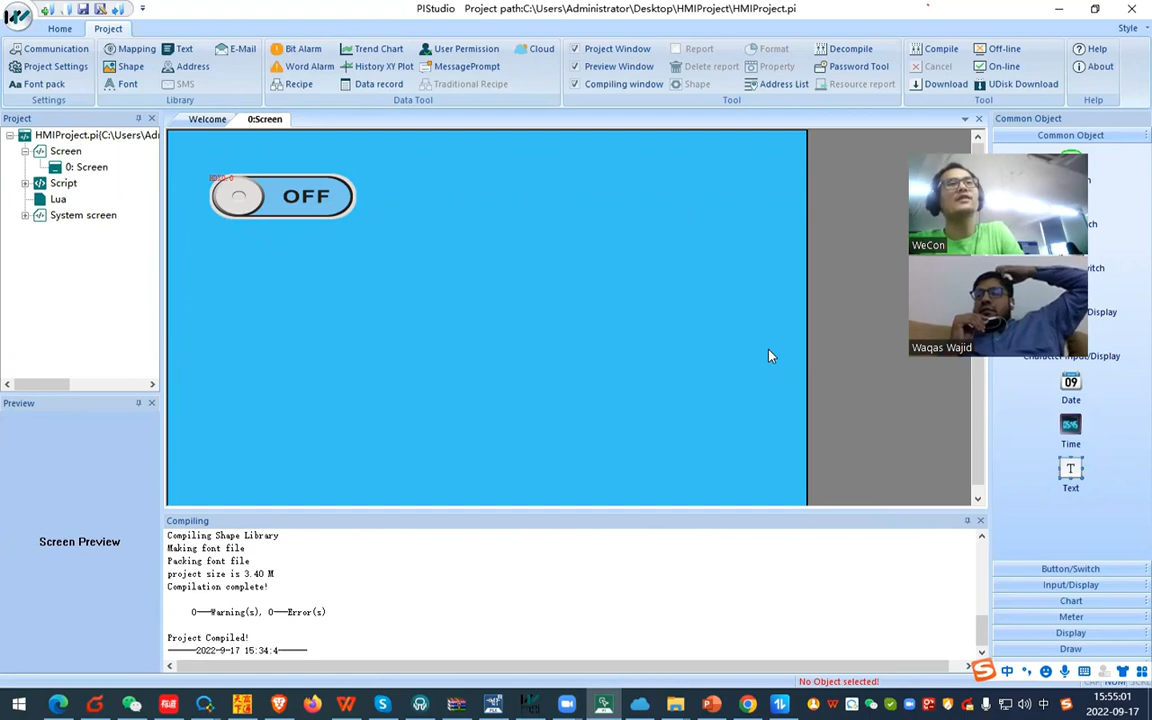 PIStudio Project path:C:\Users\Administrator\Desktop\HMIProject\HMIProject.pi
Home Project Style
Communication Mapping Text E-Mail Bit Alarm Trend Chart User Permission Cloud Project Window Report Format Decompile Compile Off-line Help
Project Settings Shape Address Word Alarm History XY Plot MessagePrompt Preview Window Delete report Property Password Tool Cancel On-line About
Font pack Font SMS Recipe Data record Traditional Recipe Compiling window Shape Address List Resource report Download UDisk Download
Settings Library Data Tool Tool Tool Help
Project Welcome 0:Screen Common Object
HMIProject.pi(C:\Users\Adr
Common Object
Screen
0: Screen
Script
Lua
System screen
OFF
WeCon
Waqas Wajid
Date
Time
T
Text
Preview
Screen Preview
Compiling
Compiling Shape Library
Making font file
Packing font file
project size is 3.40 M
Compilation complete!
0——Warning(s), 0——Error(s)
Project Compiled!
——2022-9-17 15:34:4——
Button/Switch
Input/Display
Chart
Meter
Display
Draw
No Object selected!
中
15:55:01
2022-09-17